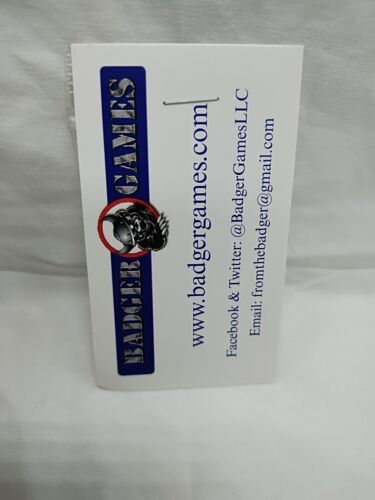 BADGER GAMES
www.badgergames.com
Facebook & Twitter: @BadgerGamesLLC
Email: fromthebadger@gmail.com